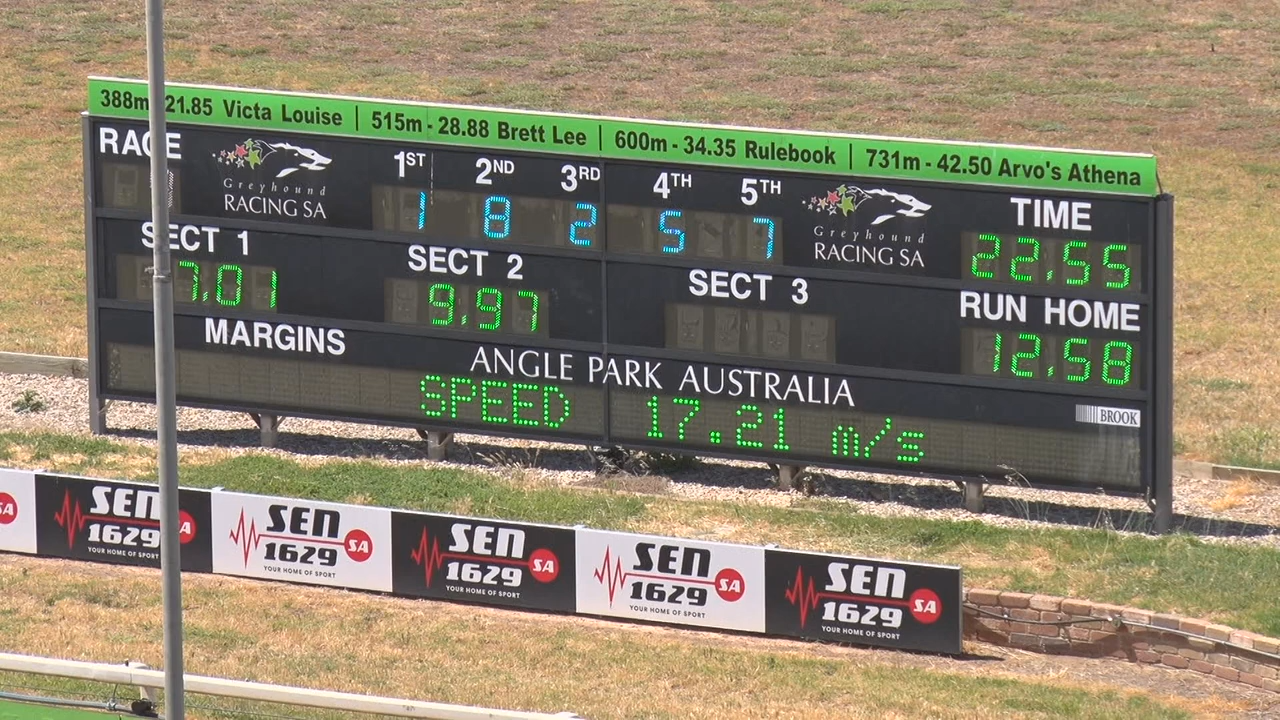 388m 21.85 Victa Louise | 515m - 28.88 Brett Lee | 600m - 34.35 Rulebook | 731m - 42.50 Arvo's Athena
RACE
Greyhound
RACING SA
1ST 2ND 3RD 4TH 5TH
1 8 2 5 7
Greyhound
RACING SA
TIME
22.55
SECT 1
7.01
SECT 2
9.97
SECT 3
RUN HOME
12.58
MARGINS
ANGLE PARK AUSTRALIA
BROOK
SPEED 17.21 m/s
SA
SEN
1629
SA
YOUR HOME OF SPORT
SEN
1629
SA
YOUR HOME OF SPORT
SEN
1629
SA
YOUR HOME OF SPORT
SEN
1629
SA
YOUR HOME OF SPORT
SEN
1629
SA
YOUR HOME OF SPORT